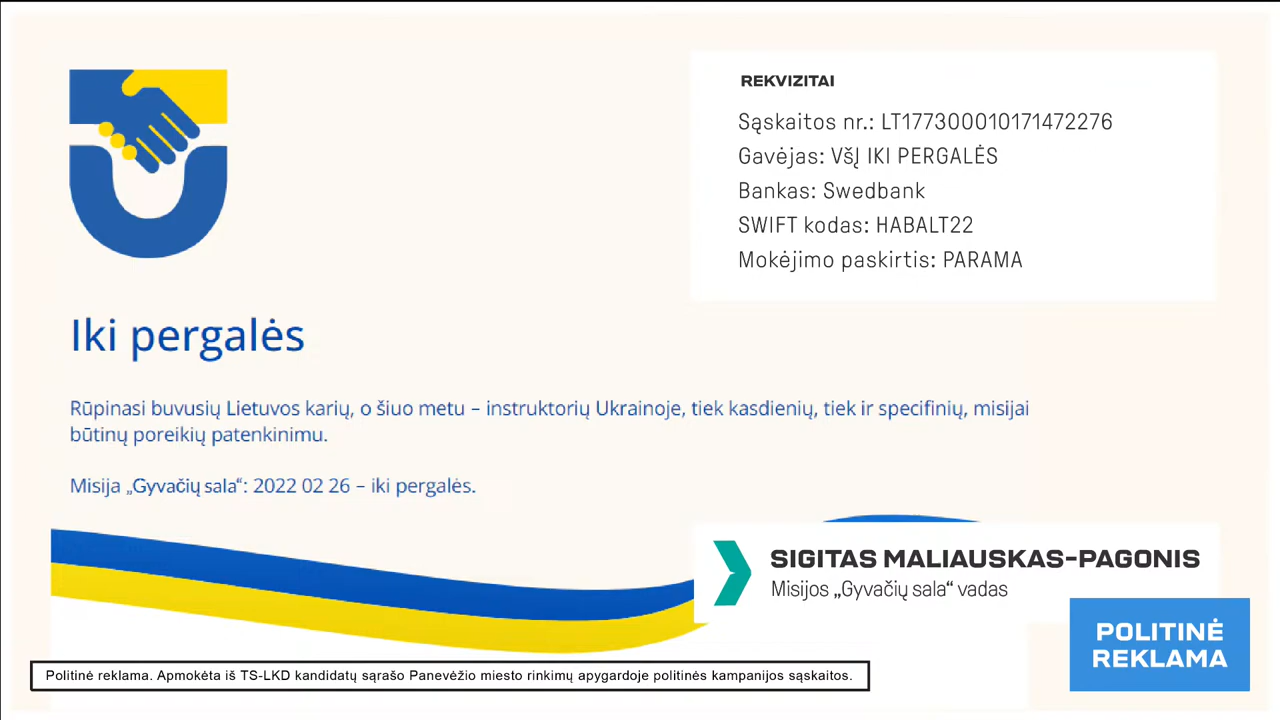 REKVIZITAI
Sąskaitos nr.: LT177300010171472276
Gavėjas: VšĮ IKI PERGALĖS
Bankas: Swedbank
SWIFT kodas: HABALT22
Mokėjimo paskirtis: PARAMA
Iki pergalės
Rūpinasi buvusių Lietuvos karių, o šiuo metu – instruktorių Ukrainoje, tiek kasdienių, tiek ir specifinių, misijai
būtinų poreikių patenkinimu.
Misija „Gyvačių sala“: 2022 02 26 – iki pergalės.
SIGITAS MALIAUSKAS-PAGONIS
Misijos „Gyvačių sala“ vadas
POLITINĖ
REKLAMA
Politinė reklama. Apmokėta iš TS-LKD kandidatų sąrašo Panevėžio miesto rinkimų apygardoje politinės kampanijos sąskaitos.